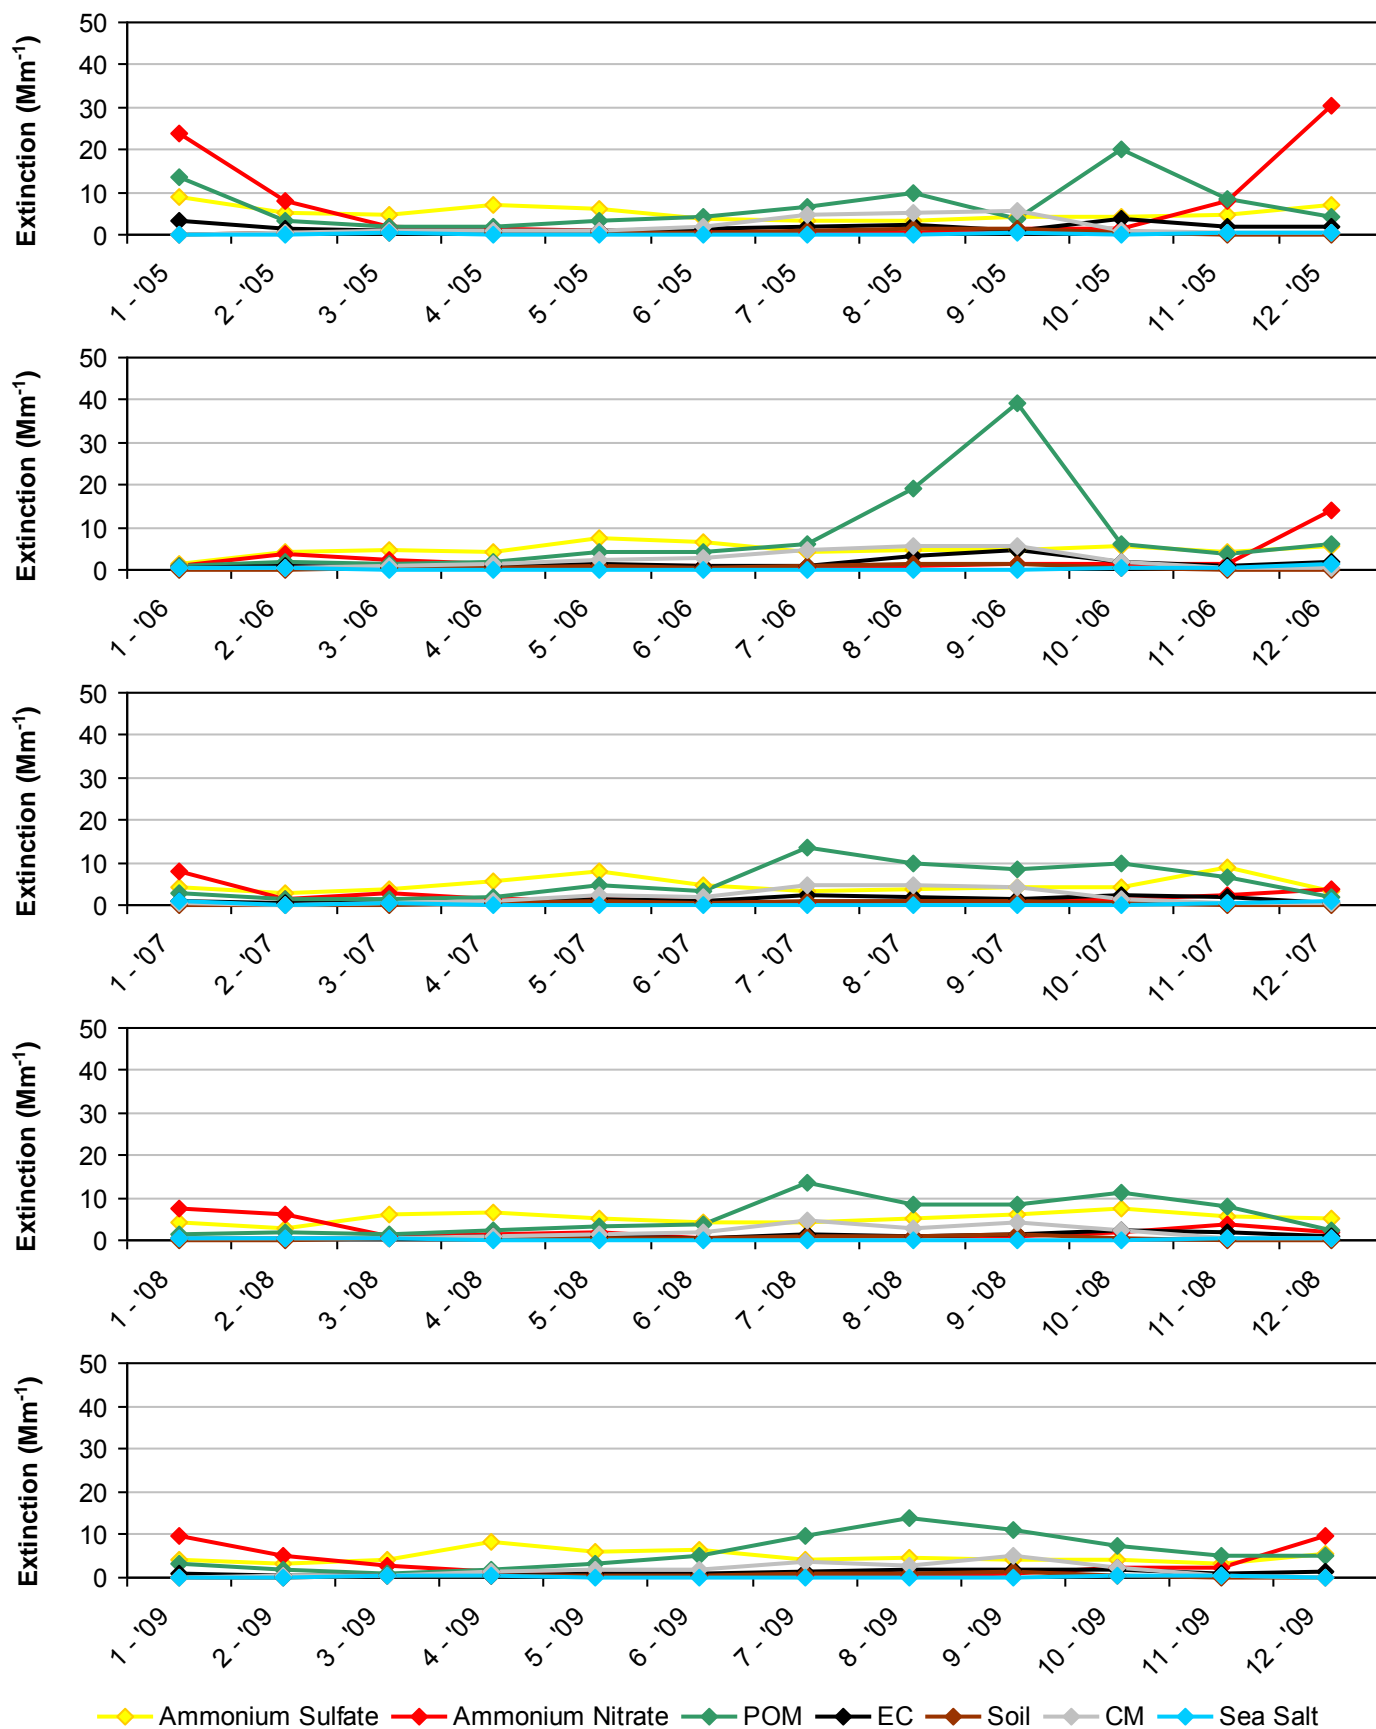 50
40
30
20
10
0
Extinction (Mm-1)
1 - '05 2 - '05 3 - '05 4 - '05 5 - '05 6 - '05 7 - '05 8 - '05 9 - '05 10 - '05 11 - '05 12 - '05
50
40
30
20
10
0
Extinction (Mm-1)
1 - '06 2 - '06 3 - '06 4 - '06 5 - '06 6 - '06 7 - '06 8 - '06 9 - '06 10 - '06 11 - '06 12 - '06
50
40
30
20
10
0
Extinction (Mm-1)
1 - '07 2 - '07 3 - '07 4 - '07 5 - '07 6 - '07 7 - '07 8 - '07 9 - '07 10 - '07 11 - '07 12 - '07
50
40
30
20
10
0
Extinction (Mm-1)
1 - '08 2 - '08 3 - '08 4 - '08 5 - '08 6 - '08 7 - '08 8 - '08 9 - '08 10 - '08 11 - '08 12 - '08
50
40
30
20
10
0
Extinction (Mm-1)
1 - '09 2 - '09 3 - '09 4 - '09 5 - '09 6 - '09 7 - '09 8 - '09 9 - '09 10 - '09 11 - '09 12 - '09
Ammonium Sulfate Ammonium Nitrate POM EC Soil CM Sea Salt